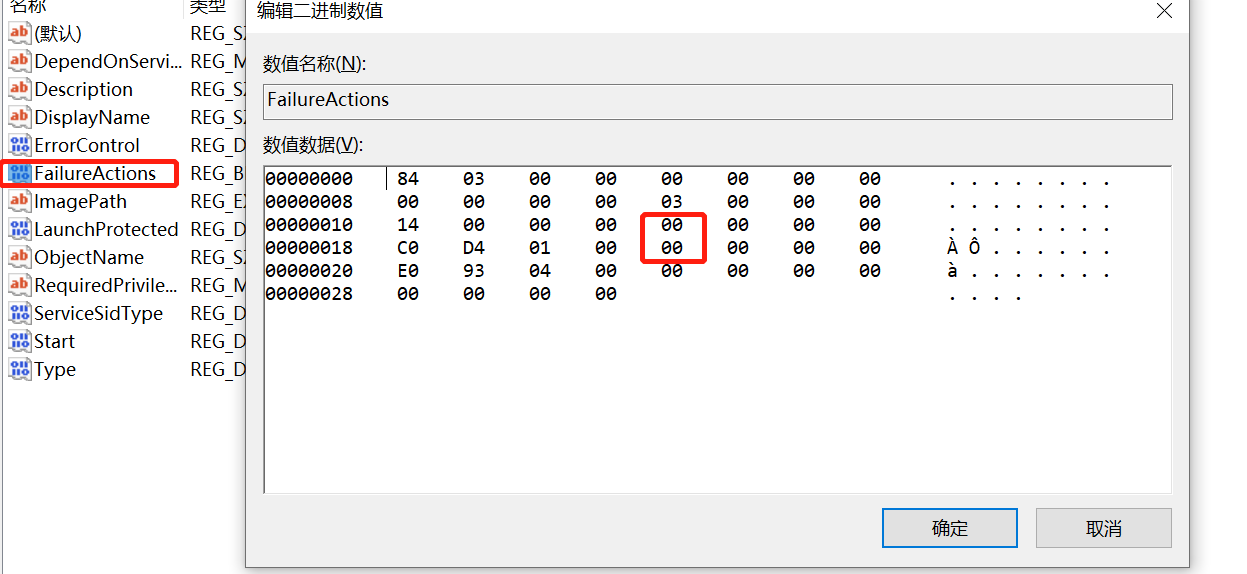 名称 类型
(默认) REG_SZ
DependOnServi... REG_M
Description REG_SZ
DisplayName REG_SZ
ErrorControl REG_D
FailureActions REG_B
ImagePath REG_EX
LaunchProtected REG_D
ObjectName REG_SZ
RequiredPrivile... REG_M
ServiceSidType REG_D
Start REG_D
Type REG_D
编辑二进制数值
数值名称(N):
FailureActions
数值数据(V):
00000000 84 03 00 00 00 00 00 00 . . . . . . . .
00000008 00 00 00 00 03 00 00 00 . . . . . . . .
00000010 14 00 00 00 00 00 00 00 . . . . . . . .
00000018 C0 D4 01 00 00 00 00 00 À Ô . . . . . .
00000020 E0 93 04 00 00 00 00 00 à . . . . . . .
00000028 00 00 00 00 . . . .
确定 取消